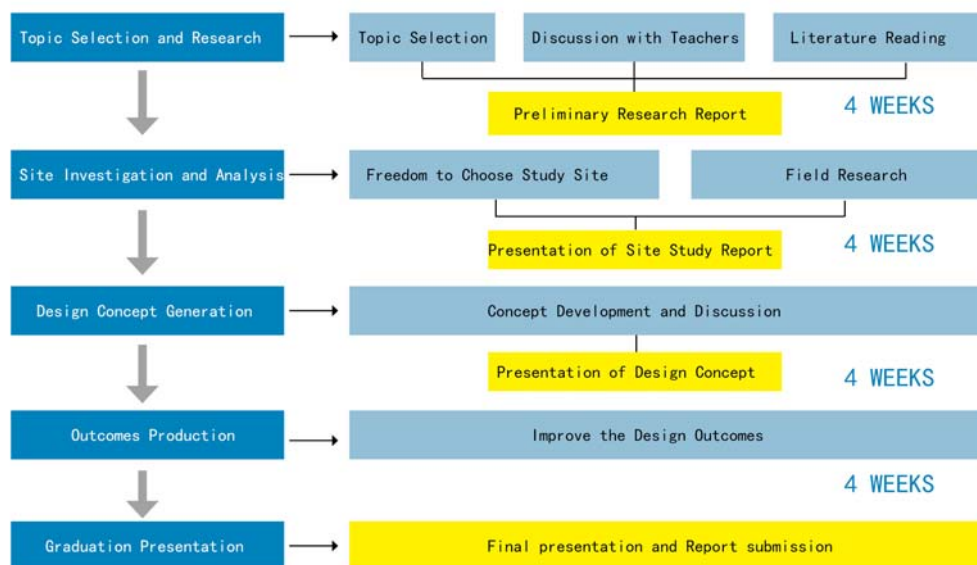 Topic Selection and Research
Topic Selection
Discussion with Teachers
Literature Reading
Preliminary Research Report
4 WEEKS
Site Investigation and Analysis
Freedom to Choose Study Site
Field Research
Presentation of Site Study Report
4 WEEKS
Design Concept Generation
Concept Development and Discussion
Presentation of Design Concept
4 WEEKS
Outcomes Production
Improve the Design Outcomes
4 WEEKS
Graduation Presentation
Final presentation and Report submission